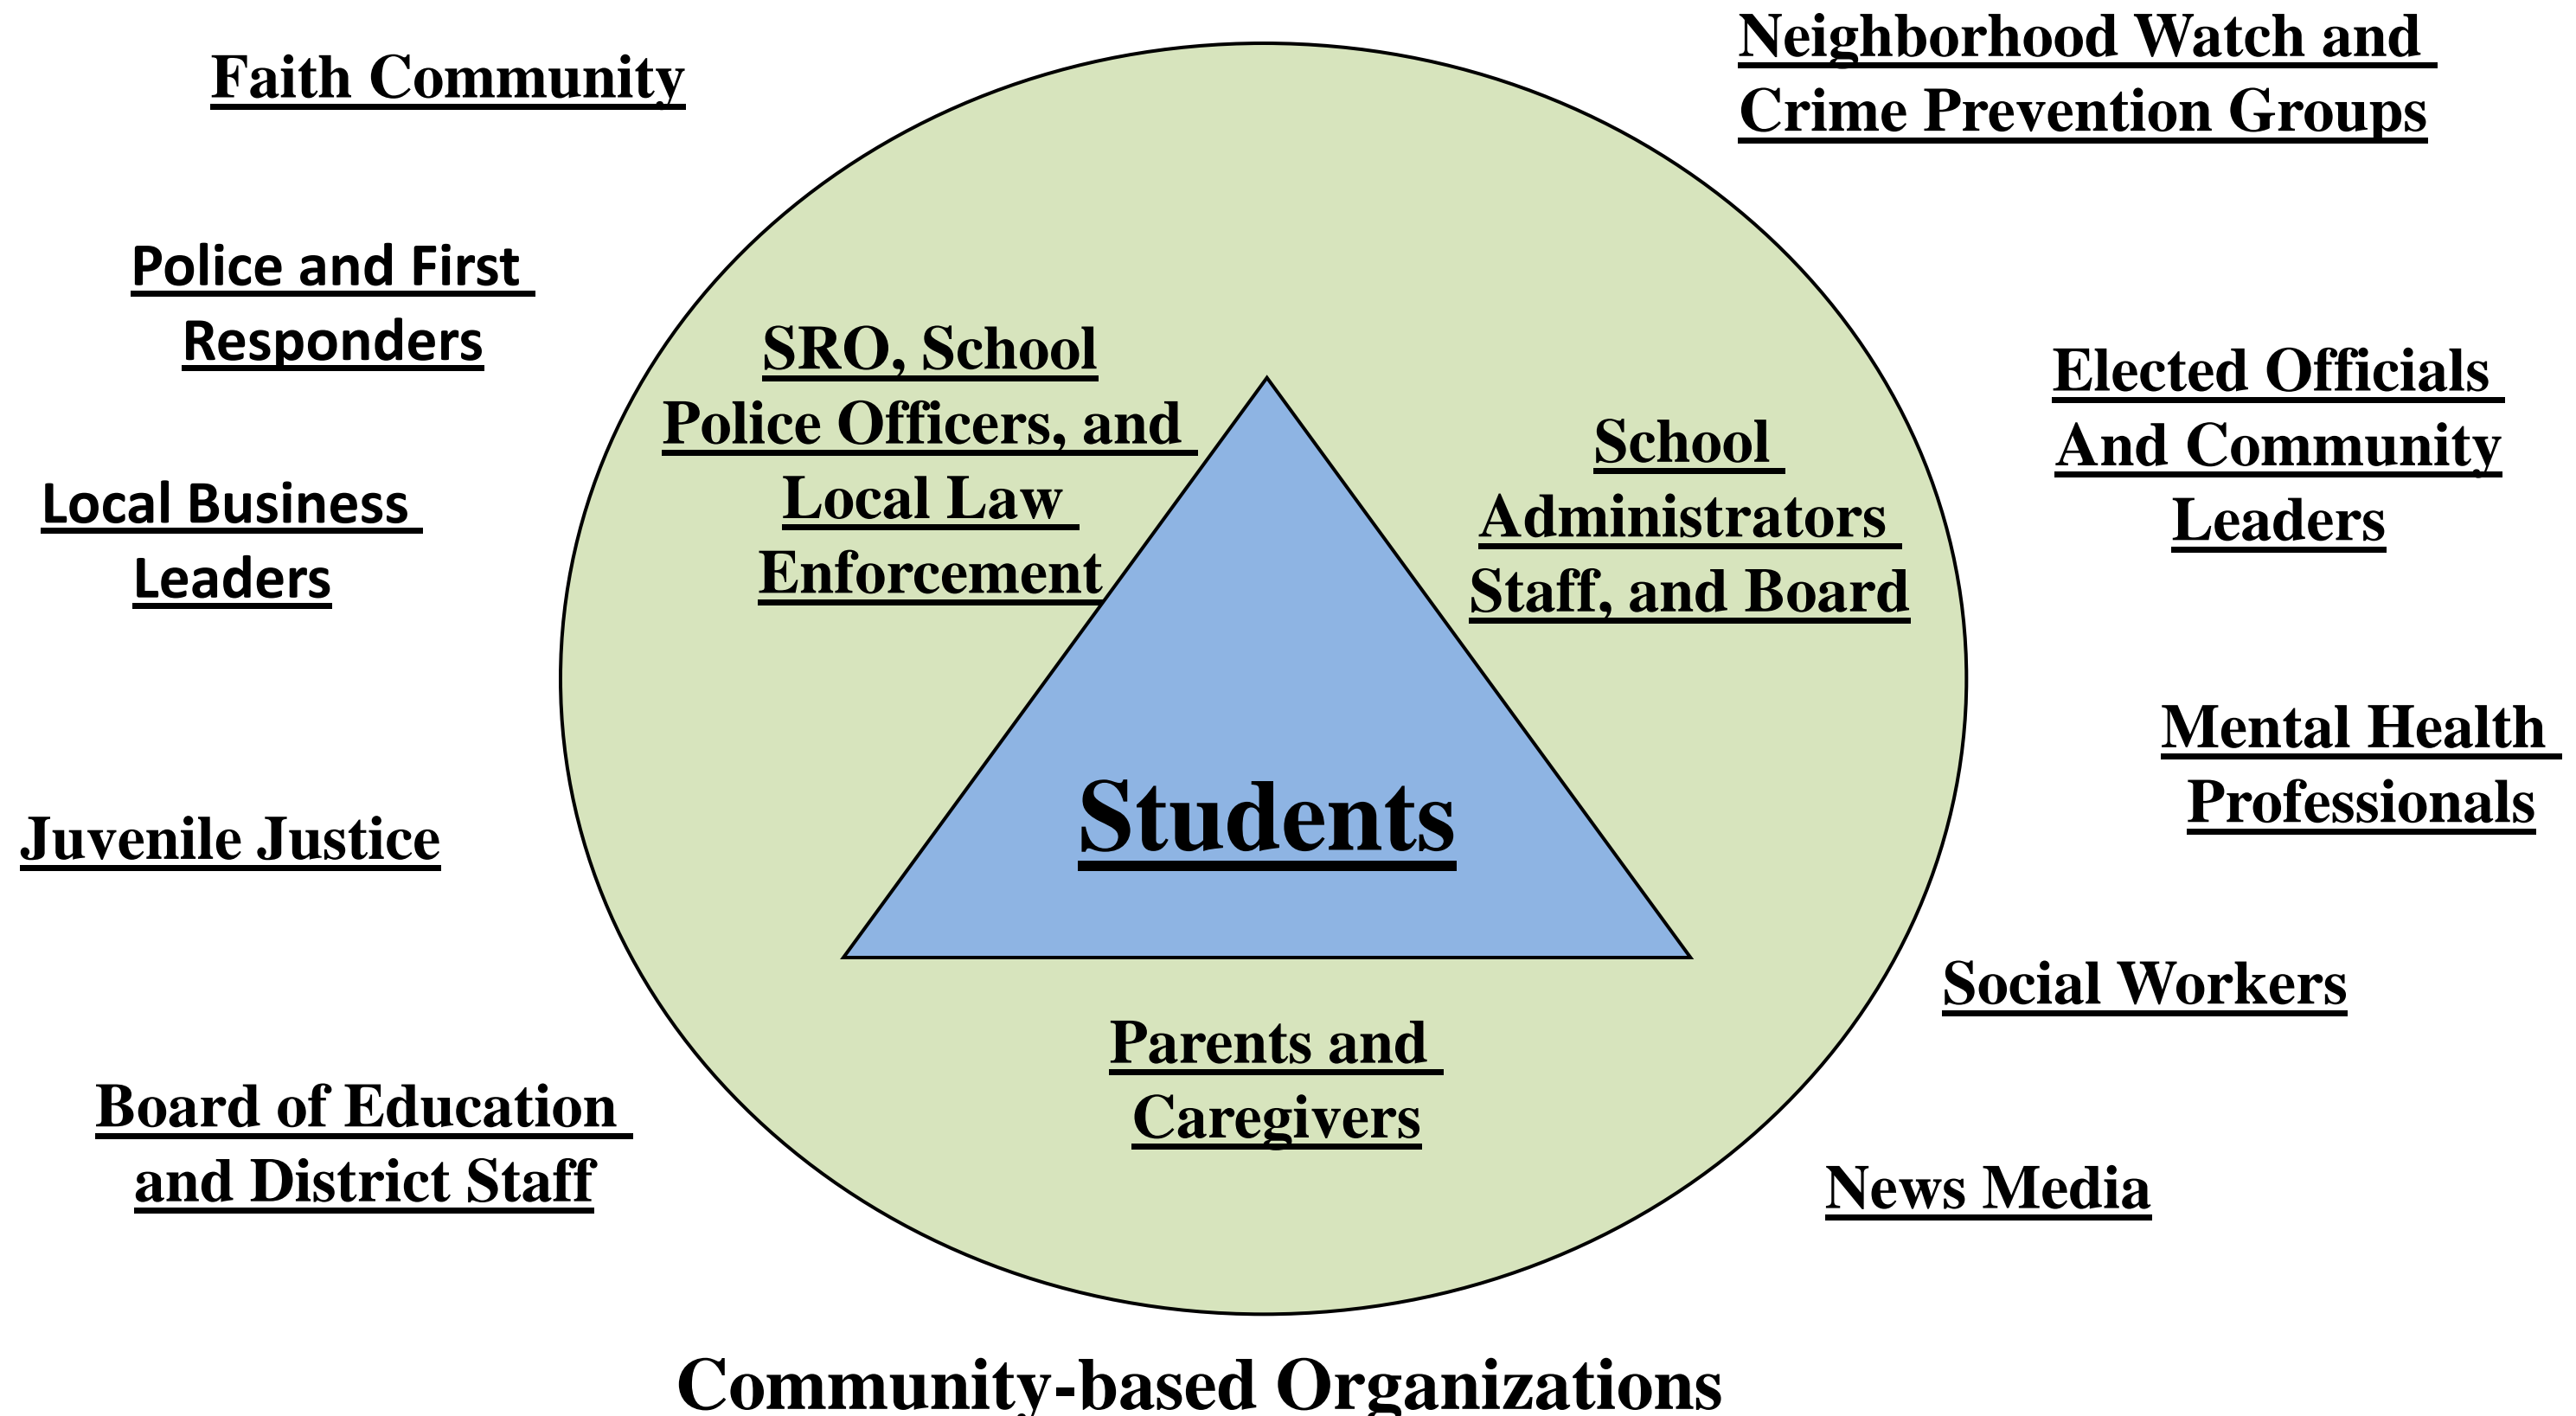 Faith Community
Neighborhood Watch and
Crime Prevention Groups
Police and First
Responders
Local Business
Leaders
Juvenile Justice
Board of Education
and District Staff
SRO, School
Police Officers, and
Local Law
Enforcement
School
Administrators
Staff, and Board
Students
Parents and
Caregivers
Elected Officials
And Community
Leaders
Mental Health
Professionals
Social Workers
News Media
Community-based Organizations